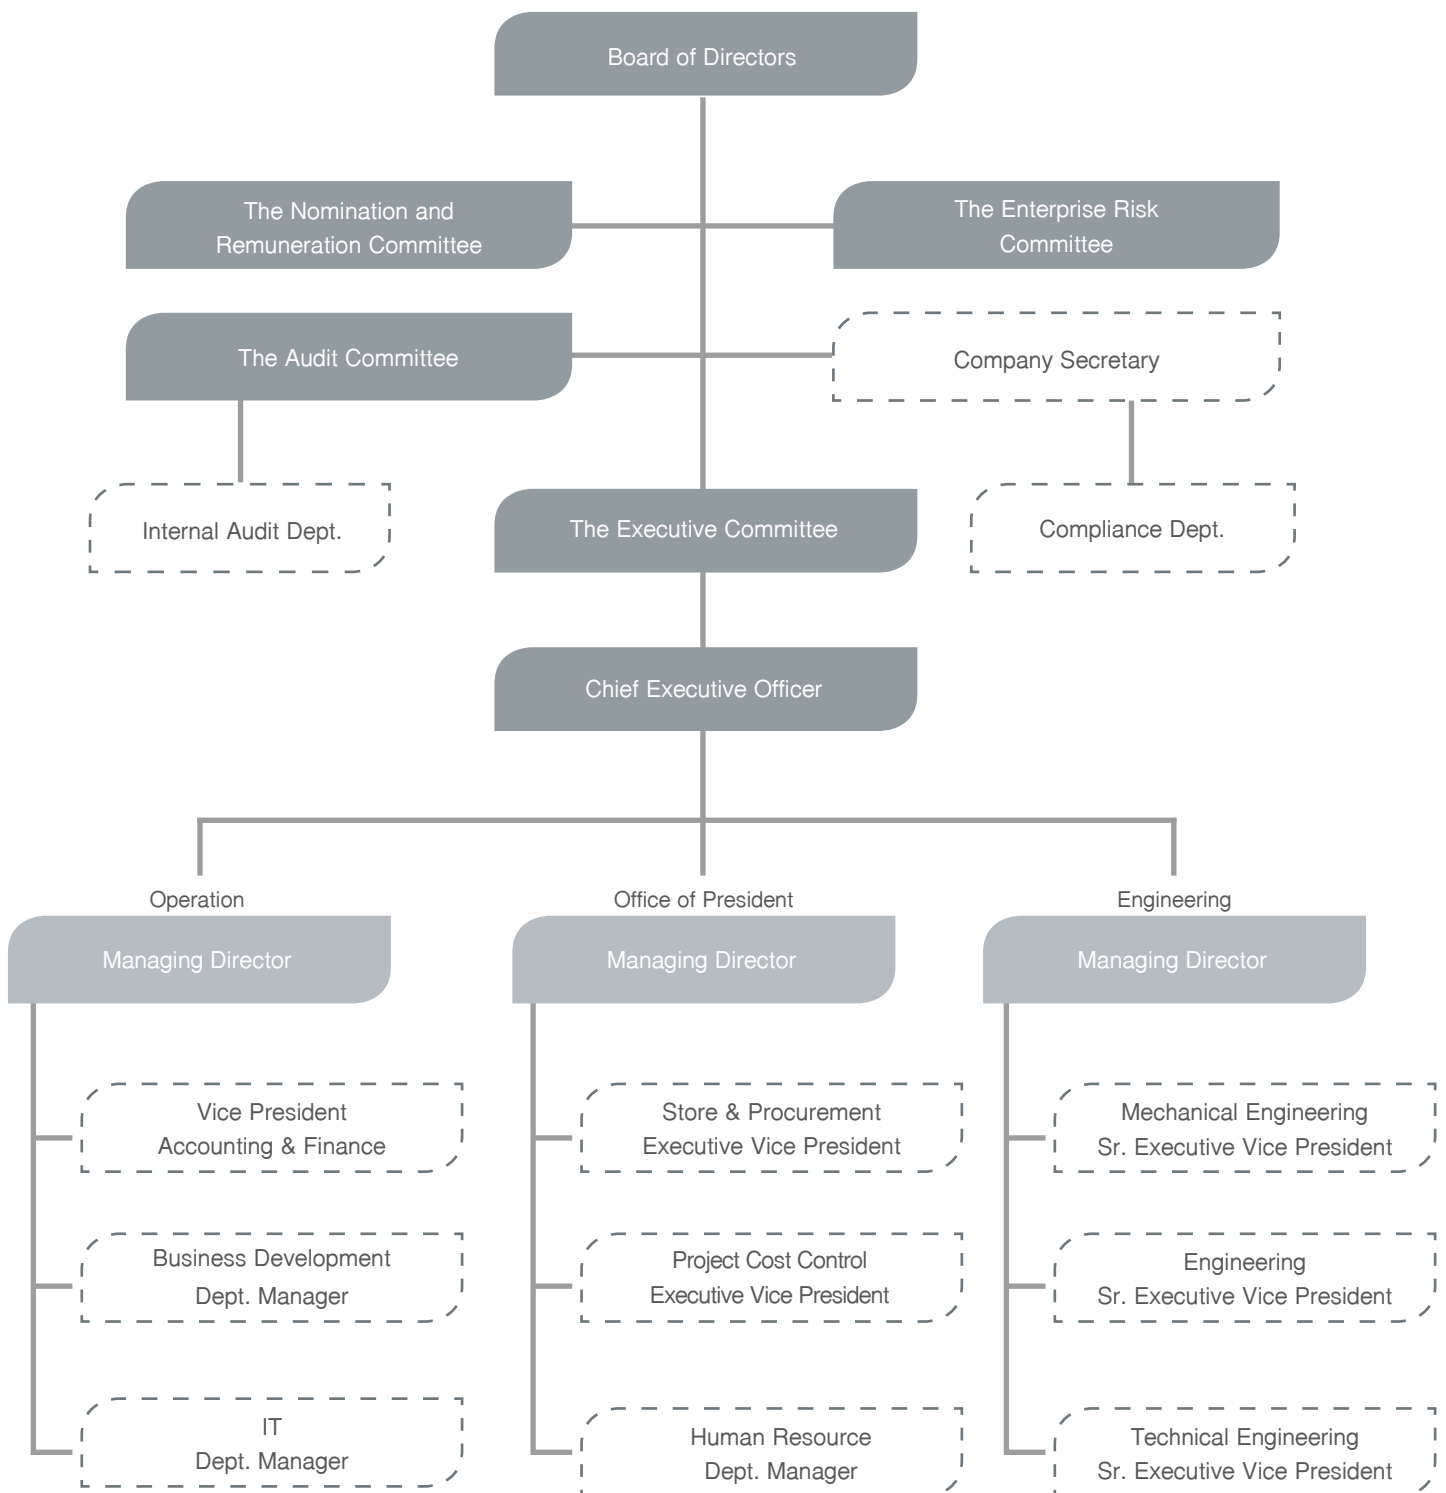 Board of Directors
The Nomination and
Remuneration Committee
The Enterprise Risk
Committee
The Audit Committee
Company Secretary
Internal Audit Dept.
The Executive Committee
Compliance Dept.
Chief Executive Officer
Operation
Office of President
Engineering
Managing Director
Managing Director
Managing Director
Vice President
Accounting & Finance
Store & Procurement
Executive Vice President
Mechanical Engineering
Sr. Executive Vice President
Business Development
Dept. Manager
Project Cost Control
Executive Vice President
Engineering
Sr. Executive Vice President
IT
Dept. Manager
Human Resource
Dept. Manager
Technical Engineering
Sr. Executive Vice President